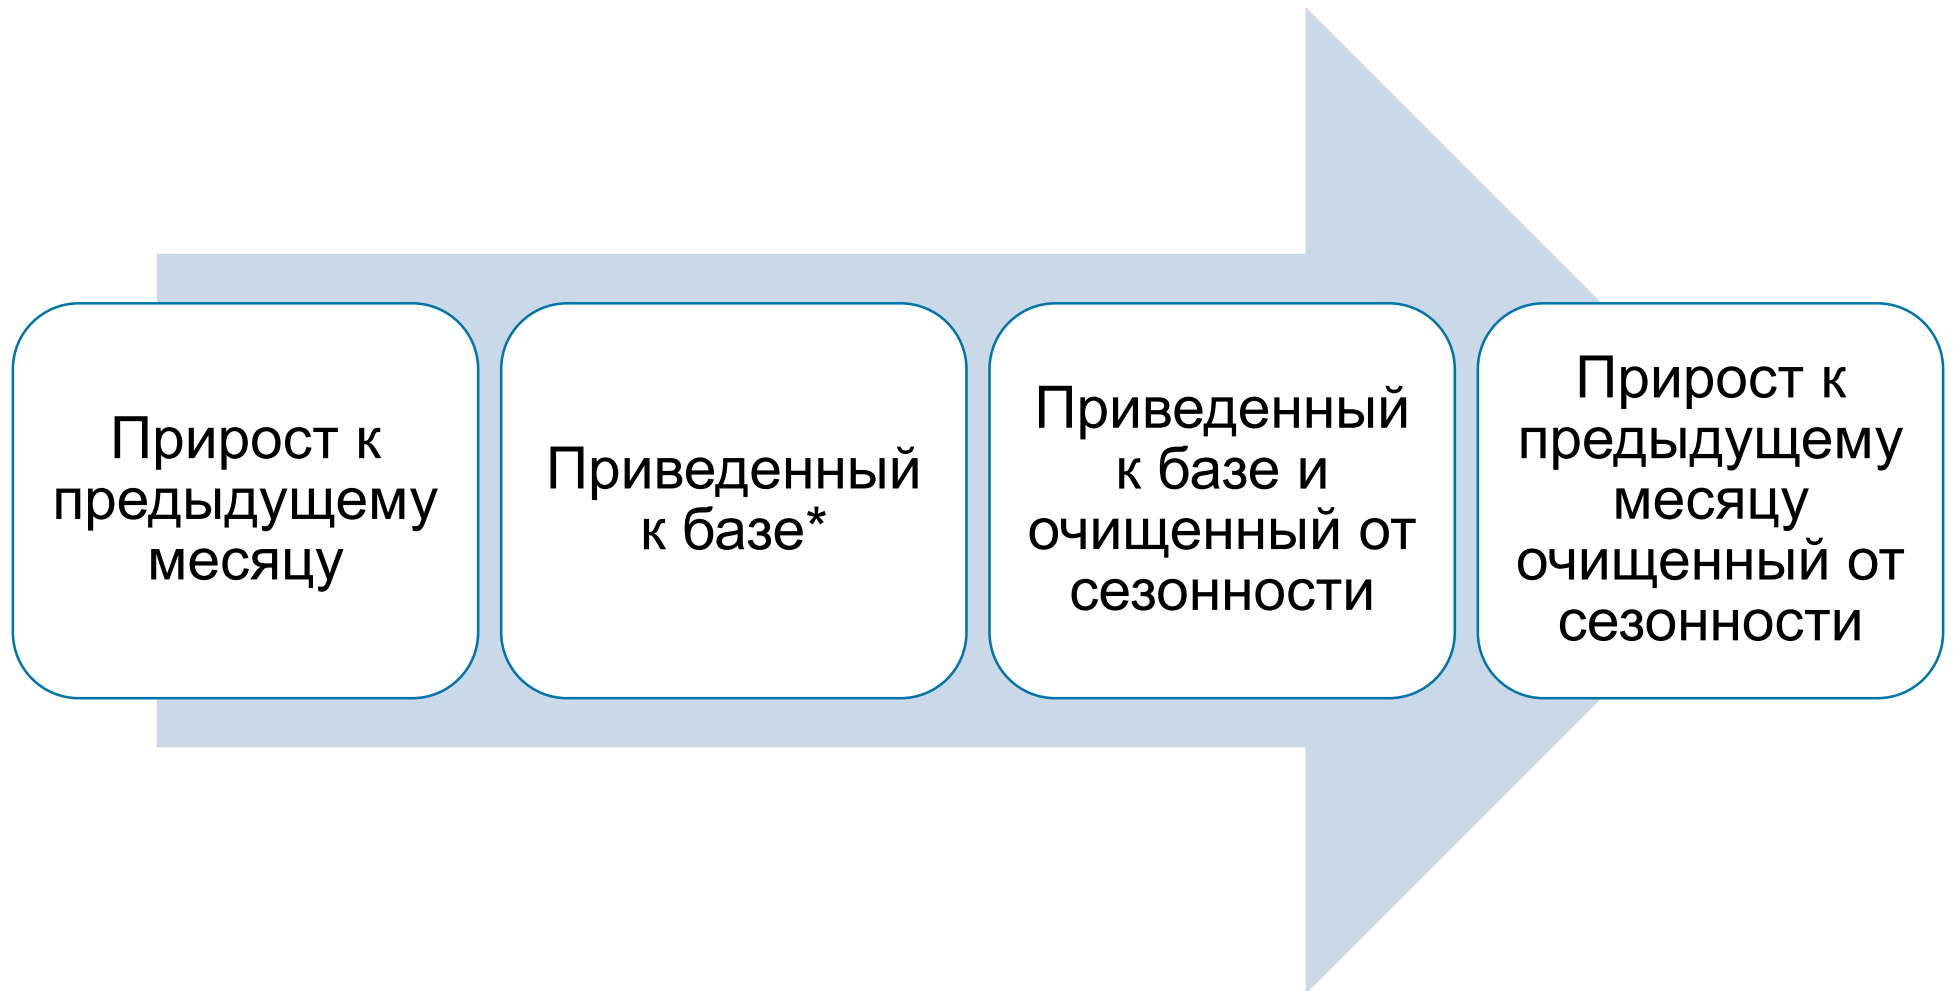 Прирост к
предыдущему
месяцу
Приведенный
к базе*
Приведенный
к базе и
очищенный от
сезонности
Прирост к
предыдущему
месяцу
очищенный от
сезонности